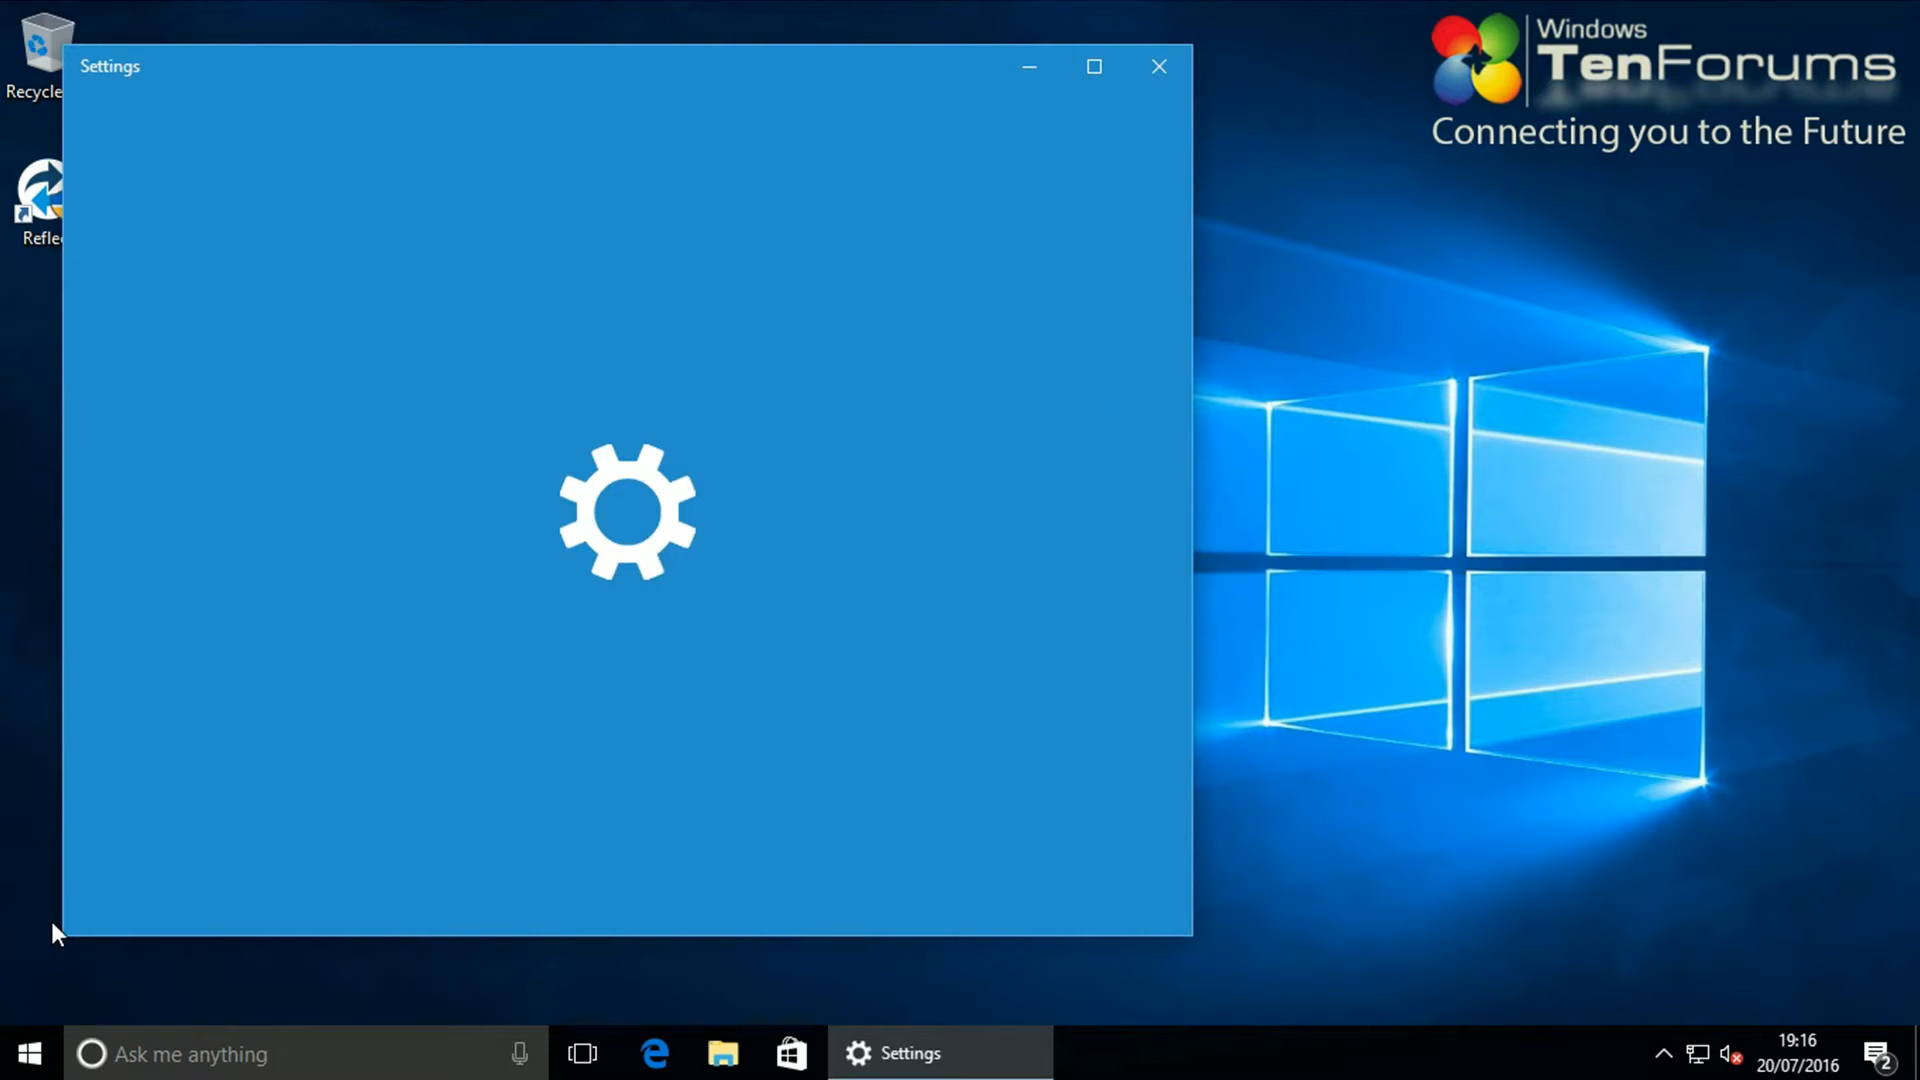 Settings
Recycle
Refle
Windows
TenForums
Connecting you to the Future
Ask me anything
Settings
19:16
20/07/2016
2